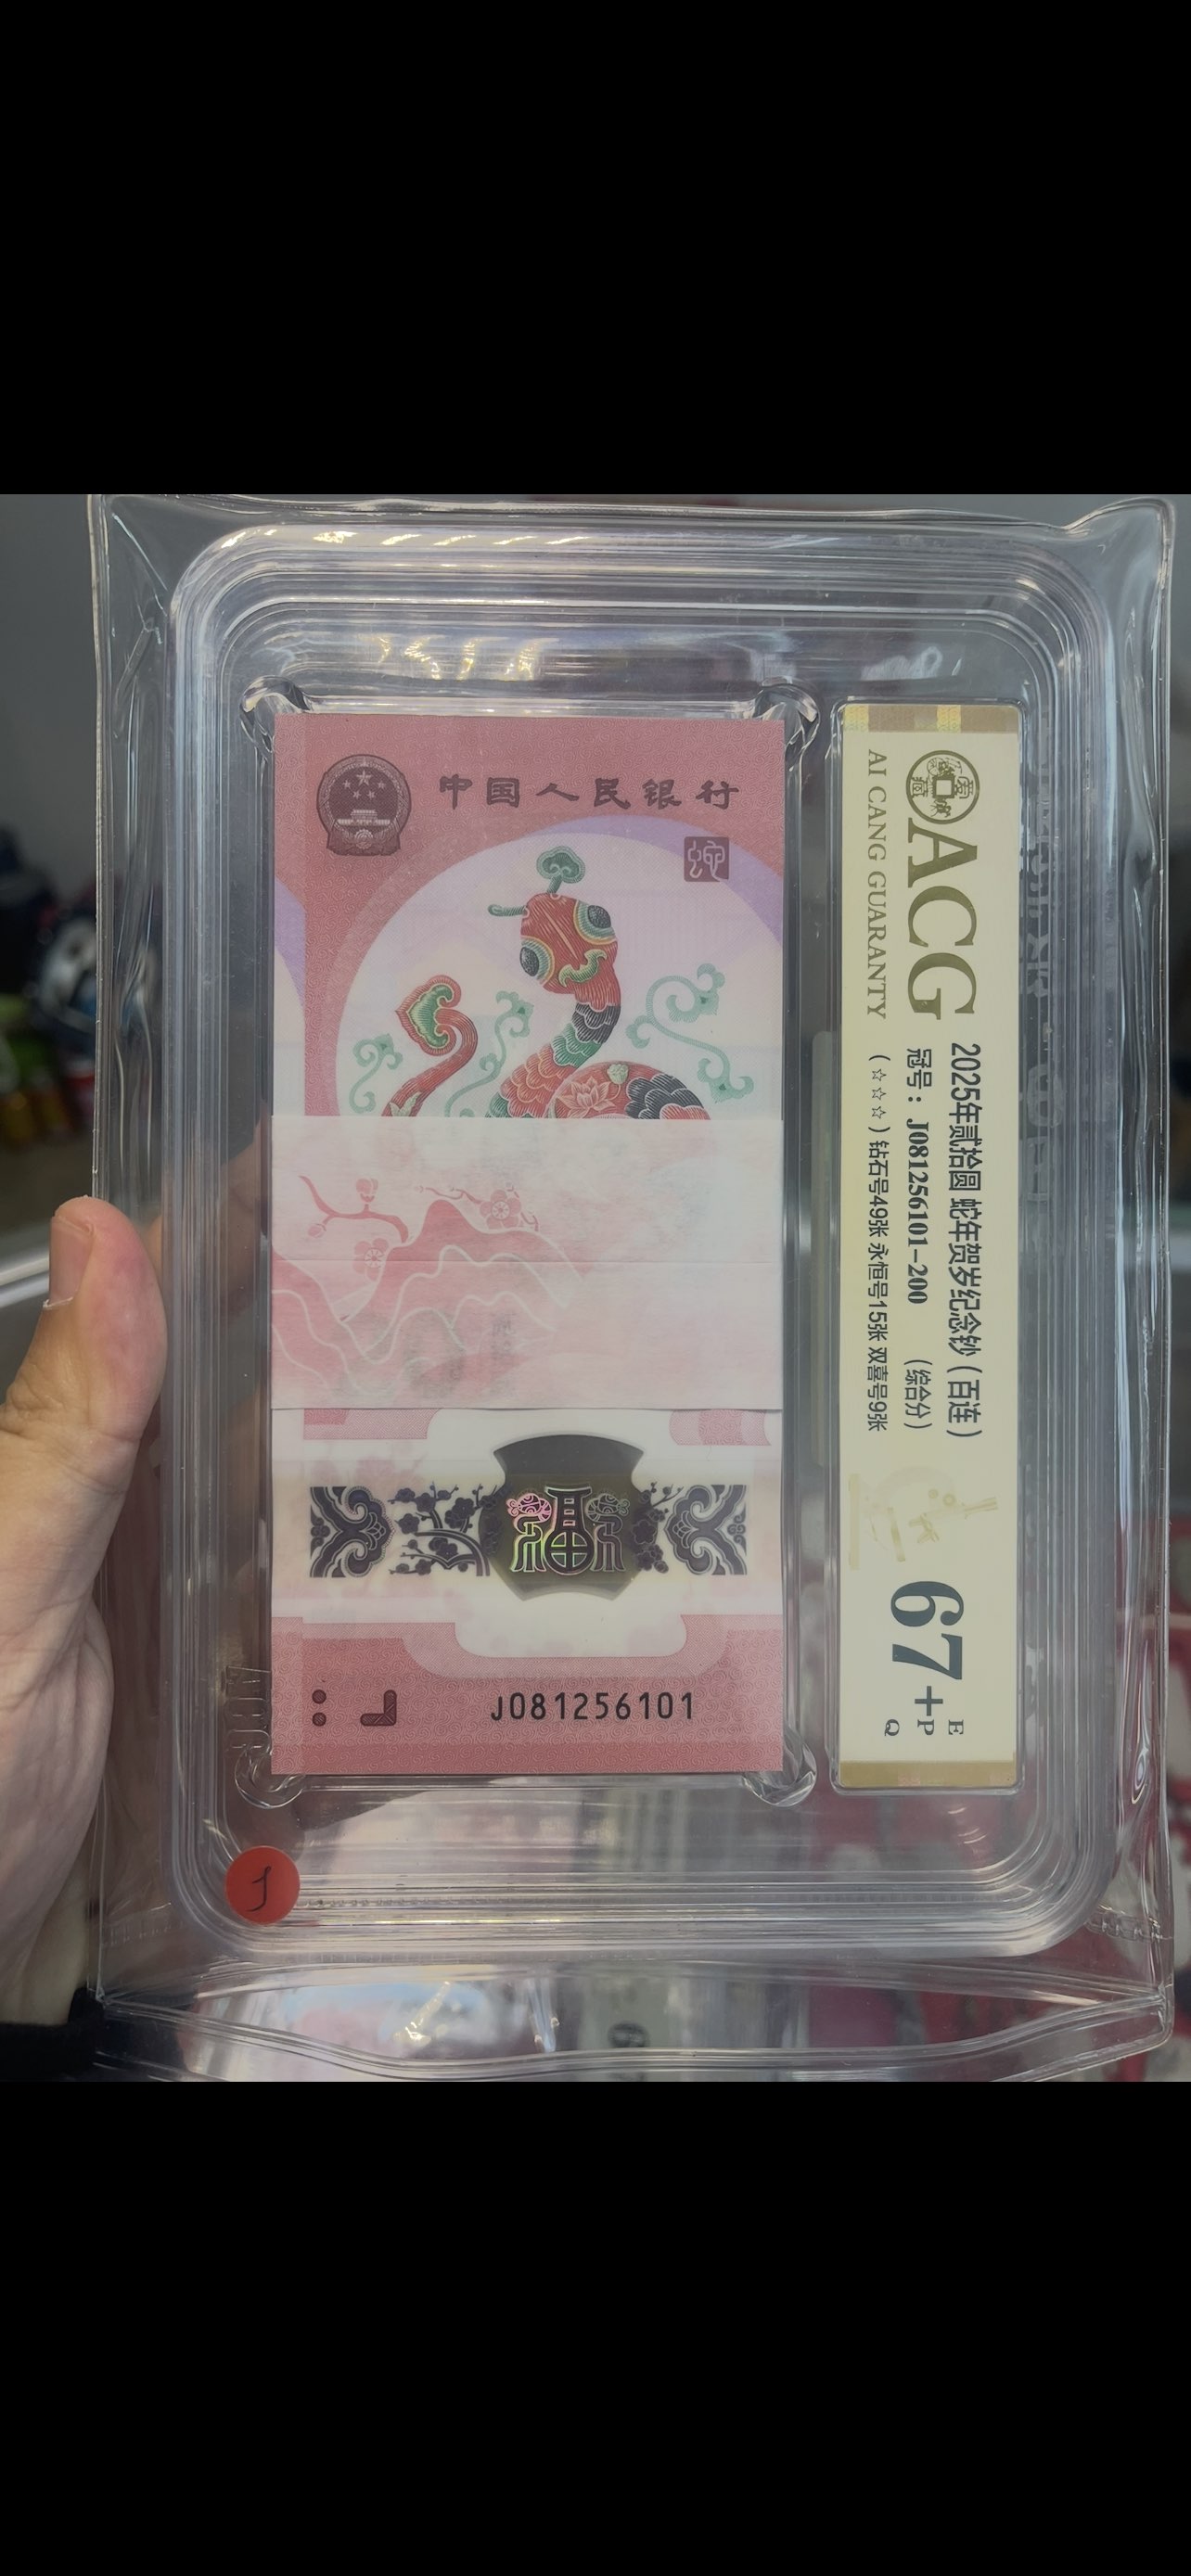 中国人民银行
蛇
福
J081256101
ACG
AI CANG GUARANTY
2025年贰拾圆 蛇年贺岁纪念钞（百连）
冠号：J081256101-200 （综合分）
（☆☆☆）钻石号49张 永恒号15张 双喜号9张
67+
E
P
Q